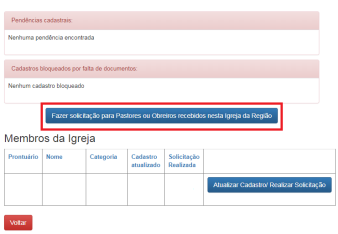 Pendências cadastrais
Nenhuma pendência encontrada
Cadastros bloqueados por falta de documentos:
Nenhum cadastro bloqueado
Fazer solicitação para Pastores ou Obreiros recebidos nesta Igreja da Região
Membros da Igreja
Prontuário Nome Categoria Cadastro atualizado Solicitação Realizada
Atualizar Cadastro/ Realizar Solicitação
Voltar